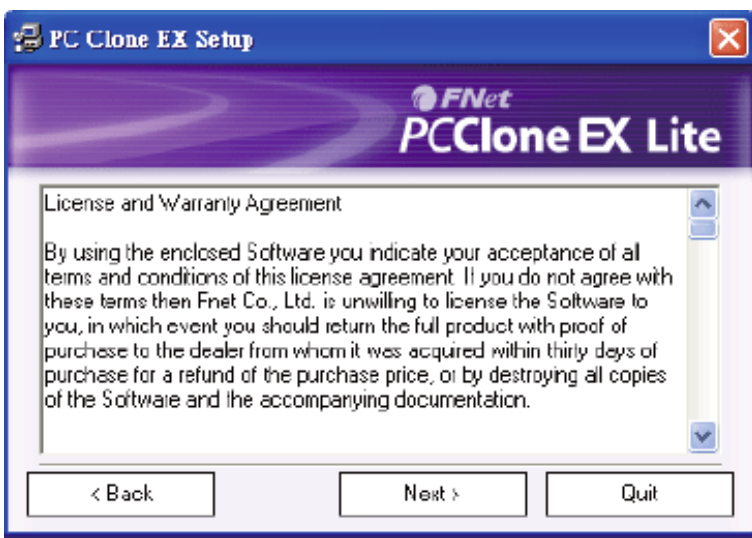 PC Clone EX Setup
FNet
PCClone EX Lite
License and Warranty Agreement
By using the enclosed Software you indicate your acceptance of all
terms and conditions of this license agreement. If you do not agree with
these terms then Fnet Co., Ltd. is unwilling to license the Software to
you, in which event you should return the full product with proof of
purchase to the dealer from whom it was acquired within thirty days of
purchase for a refund of the purchase price, or by destroying all copies
of the Software and the accompanying documentation.
< Back
Next >
Quit